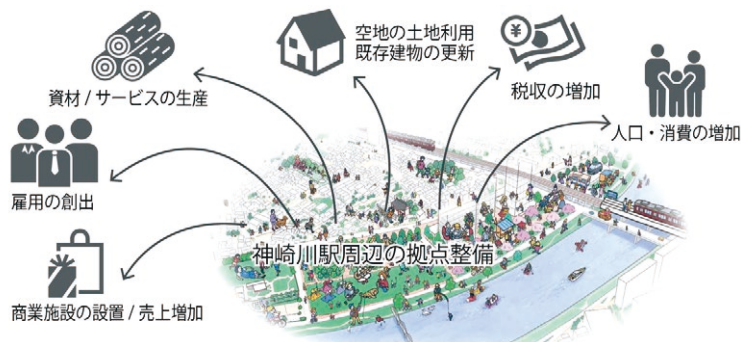 空地の土地利用
既存建物の更新
¥
税収の増加
資材 / サービスの生産
人口・消費の増加
雇用の創出
神崎川駅周辺の拠点整備
商業施設の設置 / 売上増加